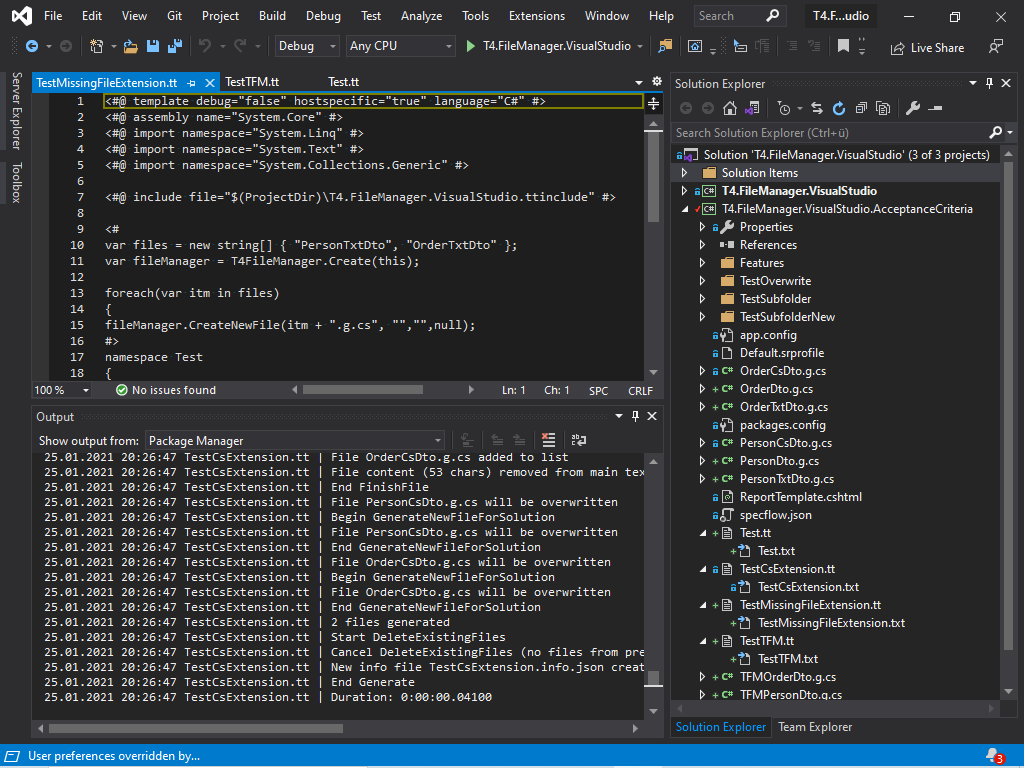 File Edit View Git Project Build Debug Test Analyze Tools Extensions Window Help Search T4.F...udio
Debug Any CPU T4.FileManager.VisualStudio Live Share
Server Explorer
Toolbox
TestMissingFileExtension.tt TestTFM.tt Test.tt
1 <#@ template debug="false" hostspecific="true" language="C#" #>
2 <#@ assembly name="System.Core" #>
3 <#@ import namespace="System.Linq" #>
4 <#@ import namespace="System.Text" #>
5 <#@ import namespace="System.Collections.Generic" #>
6
7 <#@ include file="$(ProjectDir)\T4.FileManager.VisualStudio.ttinclude" #>
8
9 <#
10 var files = new string[] { "PersonTxtDto", "OrderTxtDto" };
11 var fileManager = T4FileManager.Create(this);
12
13 foreach(var itm in files)
14 {
15 fileManager.CreateNewFile(itm + ".g.cs", "","",null);
16 #>
17 namespace Test
18 {
100 % No issues found Ln: 1 Ch: 1 SPC CRLF
Output
Show output from: Package Manager
25.01.2021 20:26:47 TestCsExtension.tt | File OrderCsDto.g.cs added to list
25.01.2021 20:26:47 TestCsExtension.tt | File content (53 chars) removed from main tex
25.01.2021 20:26:47 TestCsExtension.tt | End FinishFile
25.01.2021 20:26:47 TestCsExtension.tt | File PersonCsDto.g.cs will be overwritten
25.01.2021 20:26:47 TestCsExtension.tt | Begin GenerateNewFileForSolution
25.01.2021 20:26:47 TestCsExtension.tt | File PersonCsDto.g.cs will be overwritten
25.01.2021 20:26:47 TestCsExtension.tt | End GenerateNewFileForSolution
25.01.2021 20:26:47 TestCsExtension.tt | File OrderCsDto.g.cs will be overwritten
25.01.2021 20:26:47 TestCsExtension.tt | Begin GenerateNewFileForSolution
25.01.2021 20:26:47 TestCsExtension.tt | File OrderCsDto.g.cs will be overwritten
25.01.2021 20:26:47 TestCsExtension.tt | End GenerateNewFileForSolution
25.01.2021 20:26:47 TestCsExtension.tt | 2 files generated
25.01.2021 20:26:47 TestCsExtension.tt | Start DeleteExistingFiles
25.01.2021 20:26:47 TestCsExtension.tt | Cancel DeleteExistingFiles (no files from pre
25.01.2021 20:26:47 TestCsExtension.tt | New info file TestCsExtension.info.json creat
25.01.2021 20:26:47 TestCsExtension.tt | End Generate
25.01.2021 20:26:47 TestCsExtension.tt | Duration: 0:00:00.04100
Solution Explorer
Search Solution Explorer (Ctrl+ü)
Solution 'T4.FileManager.VisualStudio' (3 of 3 projects)
Solution Items
C# T4.FileManager.VisualStudio
C# T4.FileManager.VisualStudio.AcceptanceCriteria
Properties
References
Features
TestOverwrite
TestSubfolder
TestSubfolderNew
app.config
Default.srprofile
C# OrderCsDto.g.cs
C# OrderDto.g.cs
C# OrderTxtDto.g.cs
packages.config
C# PersonCsDto.g.cs
C# PersonDto.g.cs
C# PersonTxtDto.g.cs
ReportTemplate.cshtml
specflow.json
Test.tt
Test.txt
TestCsExtension.tt
TestCsExtension.txt
TestMissingFileExtension.tt
TestMissingFileExtension.txt
TestTFM.tt
TestTFM.txt
C# TFMOrderDto.g.cs
C# TFMPersonDto.g.cs
Solution Explorer Team Explorer
User preferences overridden by... 3